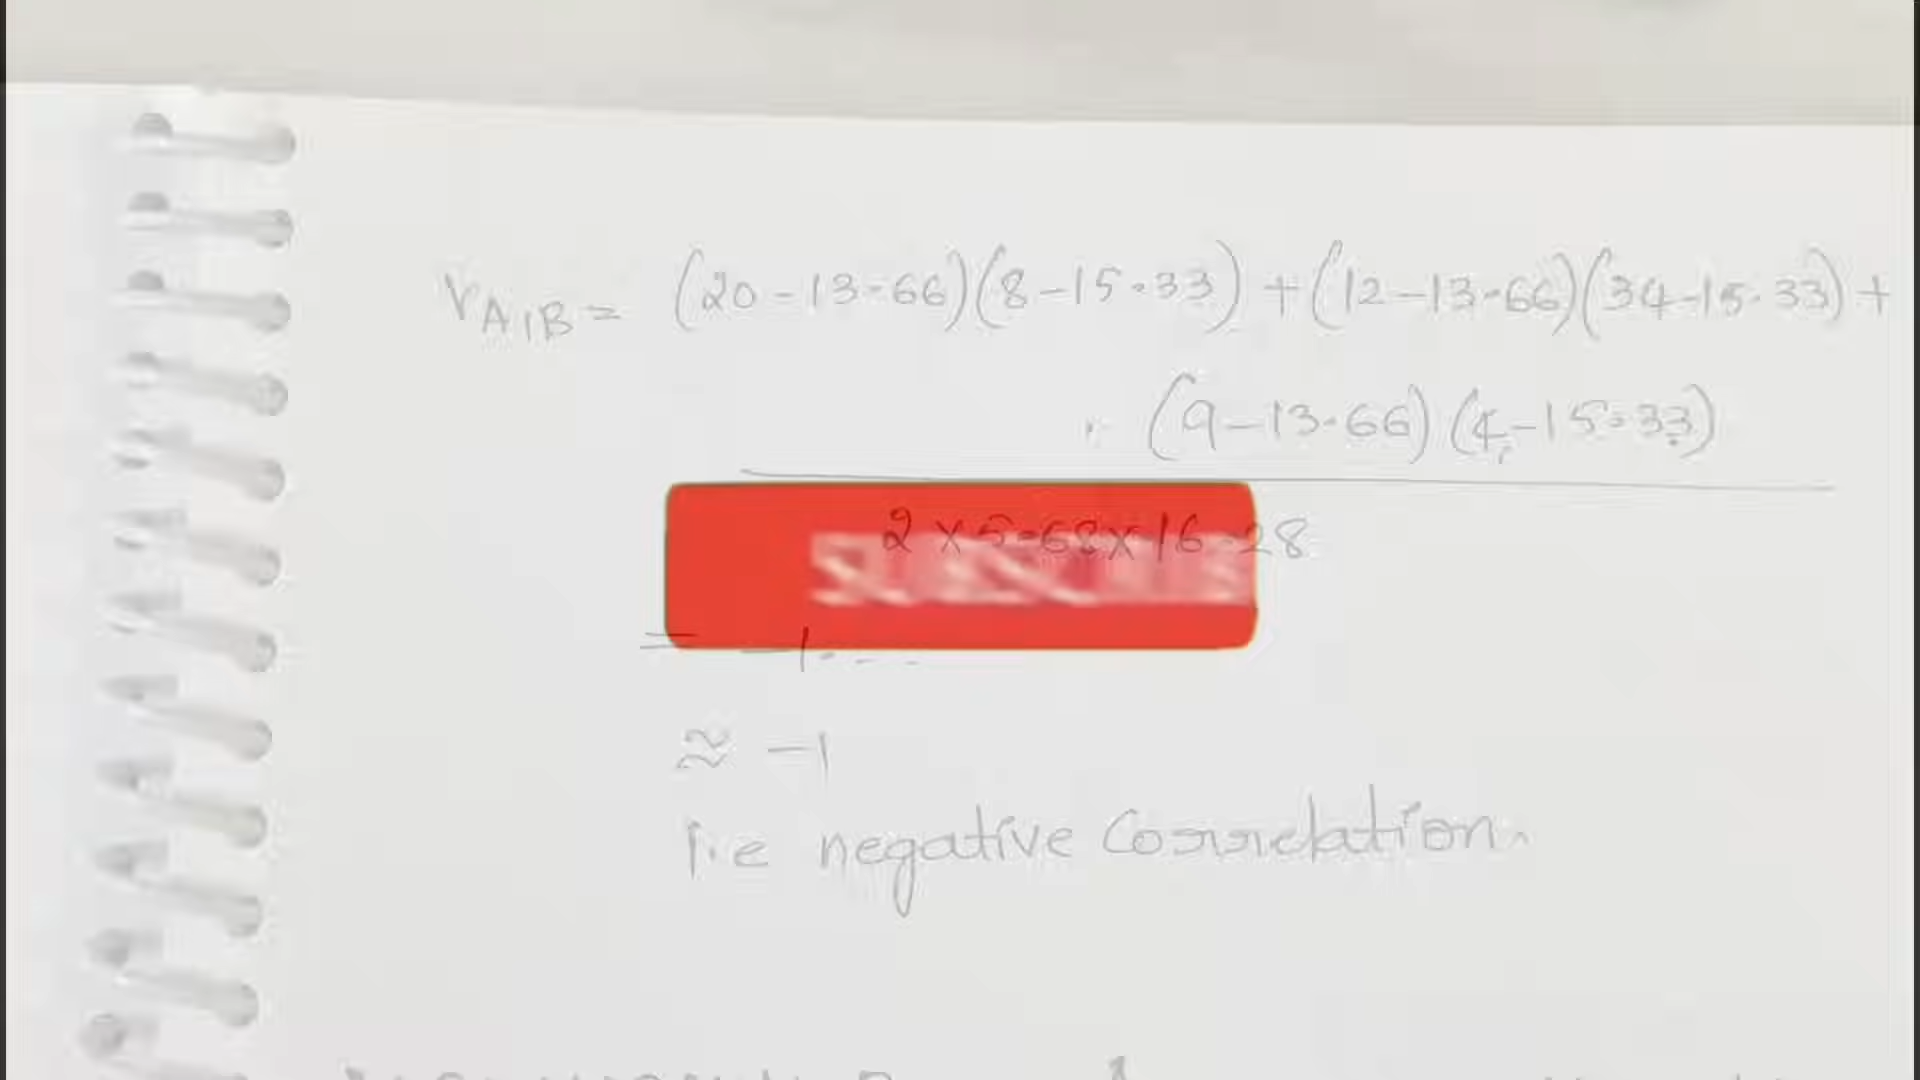 rA,B = (20-13.66)(8-15.33) + (12-13.66)(34-15.33) +
(9-13.66)(4-15.33)
2 x 5.68 x 16.28
= -1. - - -
≈ -1
i.e negative Correlation.